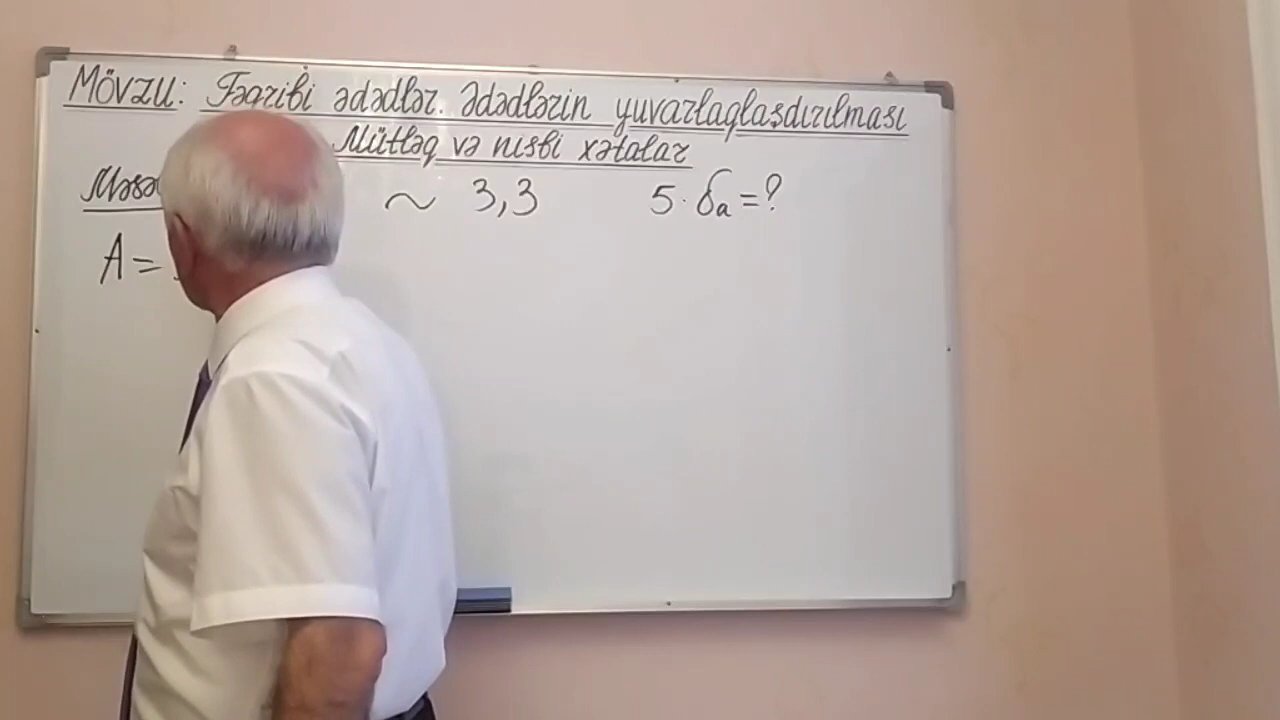 MÖVZU: Təqribi ədədlər. Ədədlərin yuvarlaqlaşdırılması
Mütləq və nisbi xətalar
~ 3,3 5·δₐ=?
A =